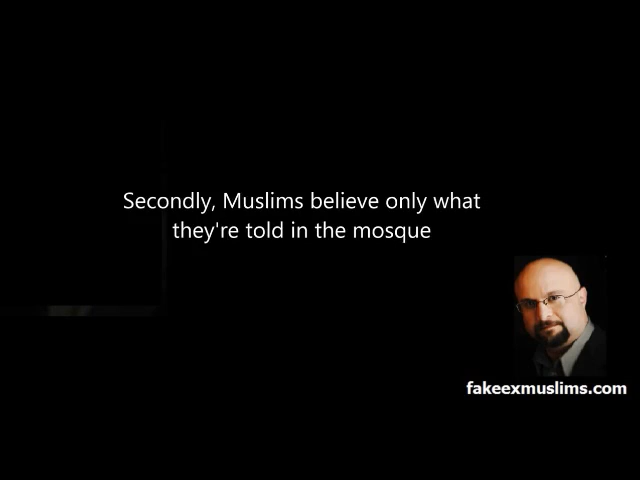 Secondly, Muslims believe only what
they're told in the mosque
fakeexmuslims.com